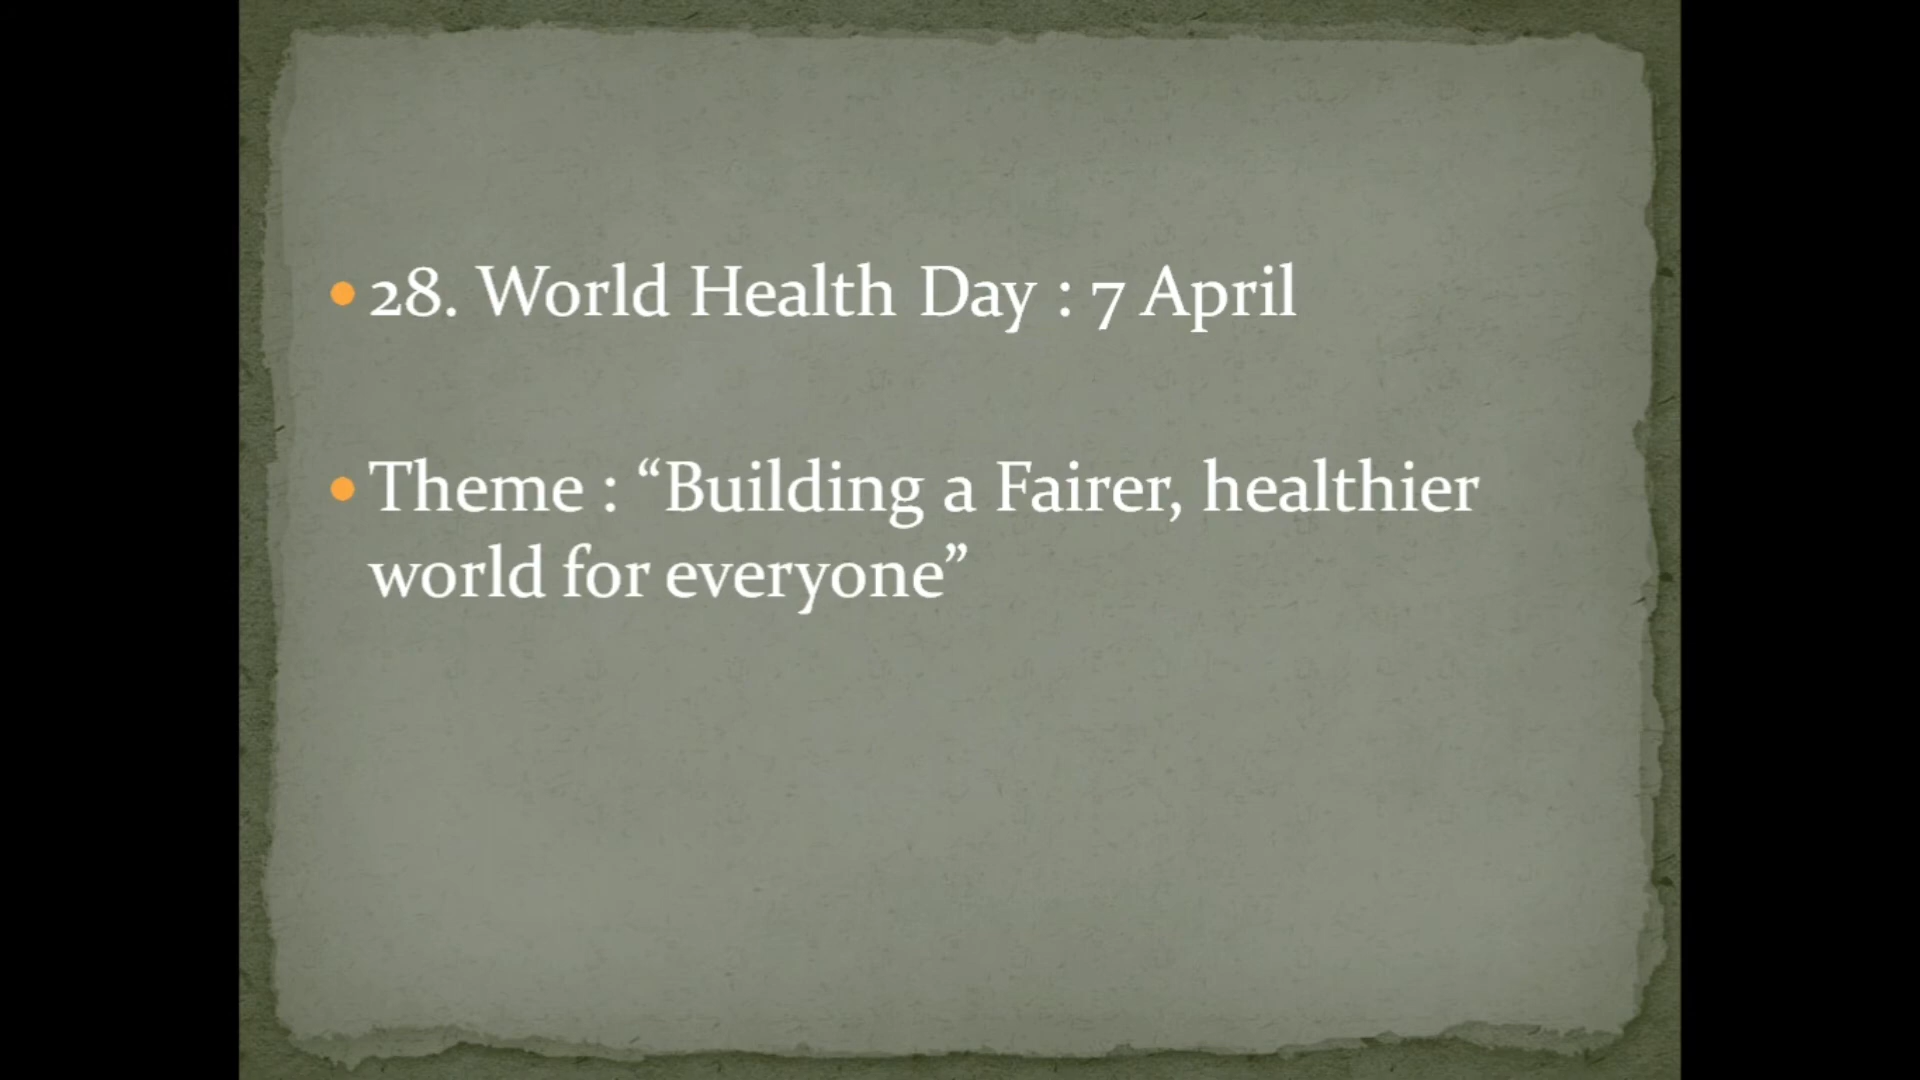 • 28. World Health Day : 7 April
• Theme : “Building a Fairer, healthier
world for everyone”